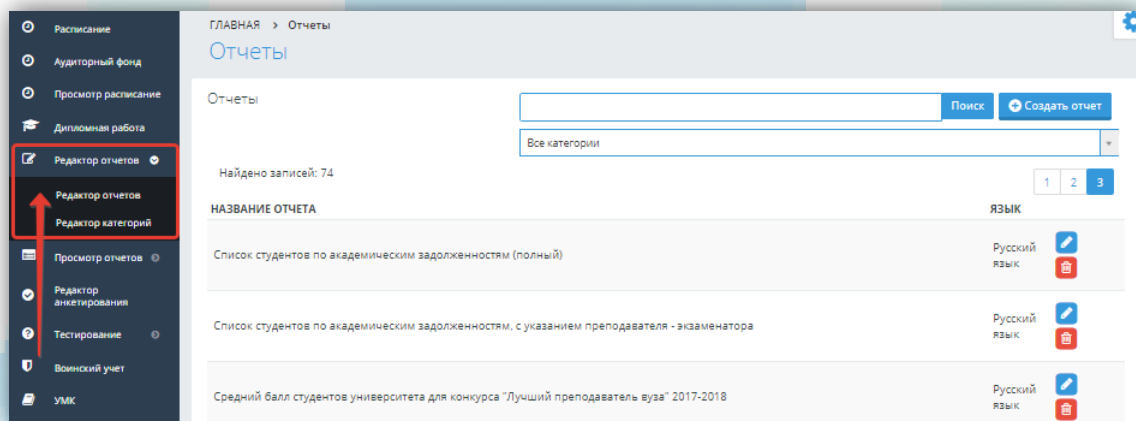 Расписание
Аудиторный фонд
Просмотр расписание
Дипломная работа
Редактор отчетов
Редактор отчетов
Редактор категорий
Просмотр отчетов
Редактор
анкетирования
Тестирование
Воинский учет
УМК
ГЛАВНАЯ > Отчеты
Отчеты
Отчеты
Поиск
Создать отчет
Все категории
Найдено записей: 74
1 2 3
НАЗВАНИЕ ОТЧЕТА ЯЗЫК
Список студентов по академическим задолженностям (полный)
Русский
язык
Список студентов по академическим задолженностям, с указанием преподавателя - экзаменатора
Русский
язык
Средний балл студентов университета для конкурса "Лучший преподаватель вуза" 2017-2018
Русский
язык